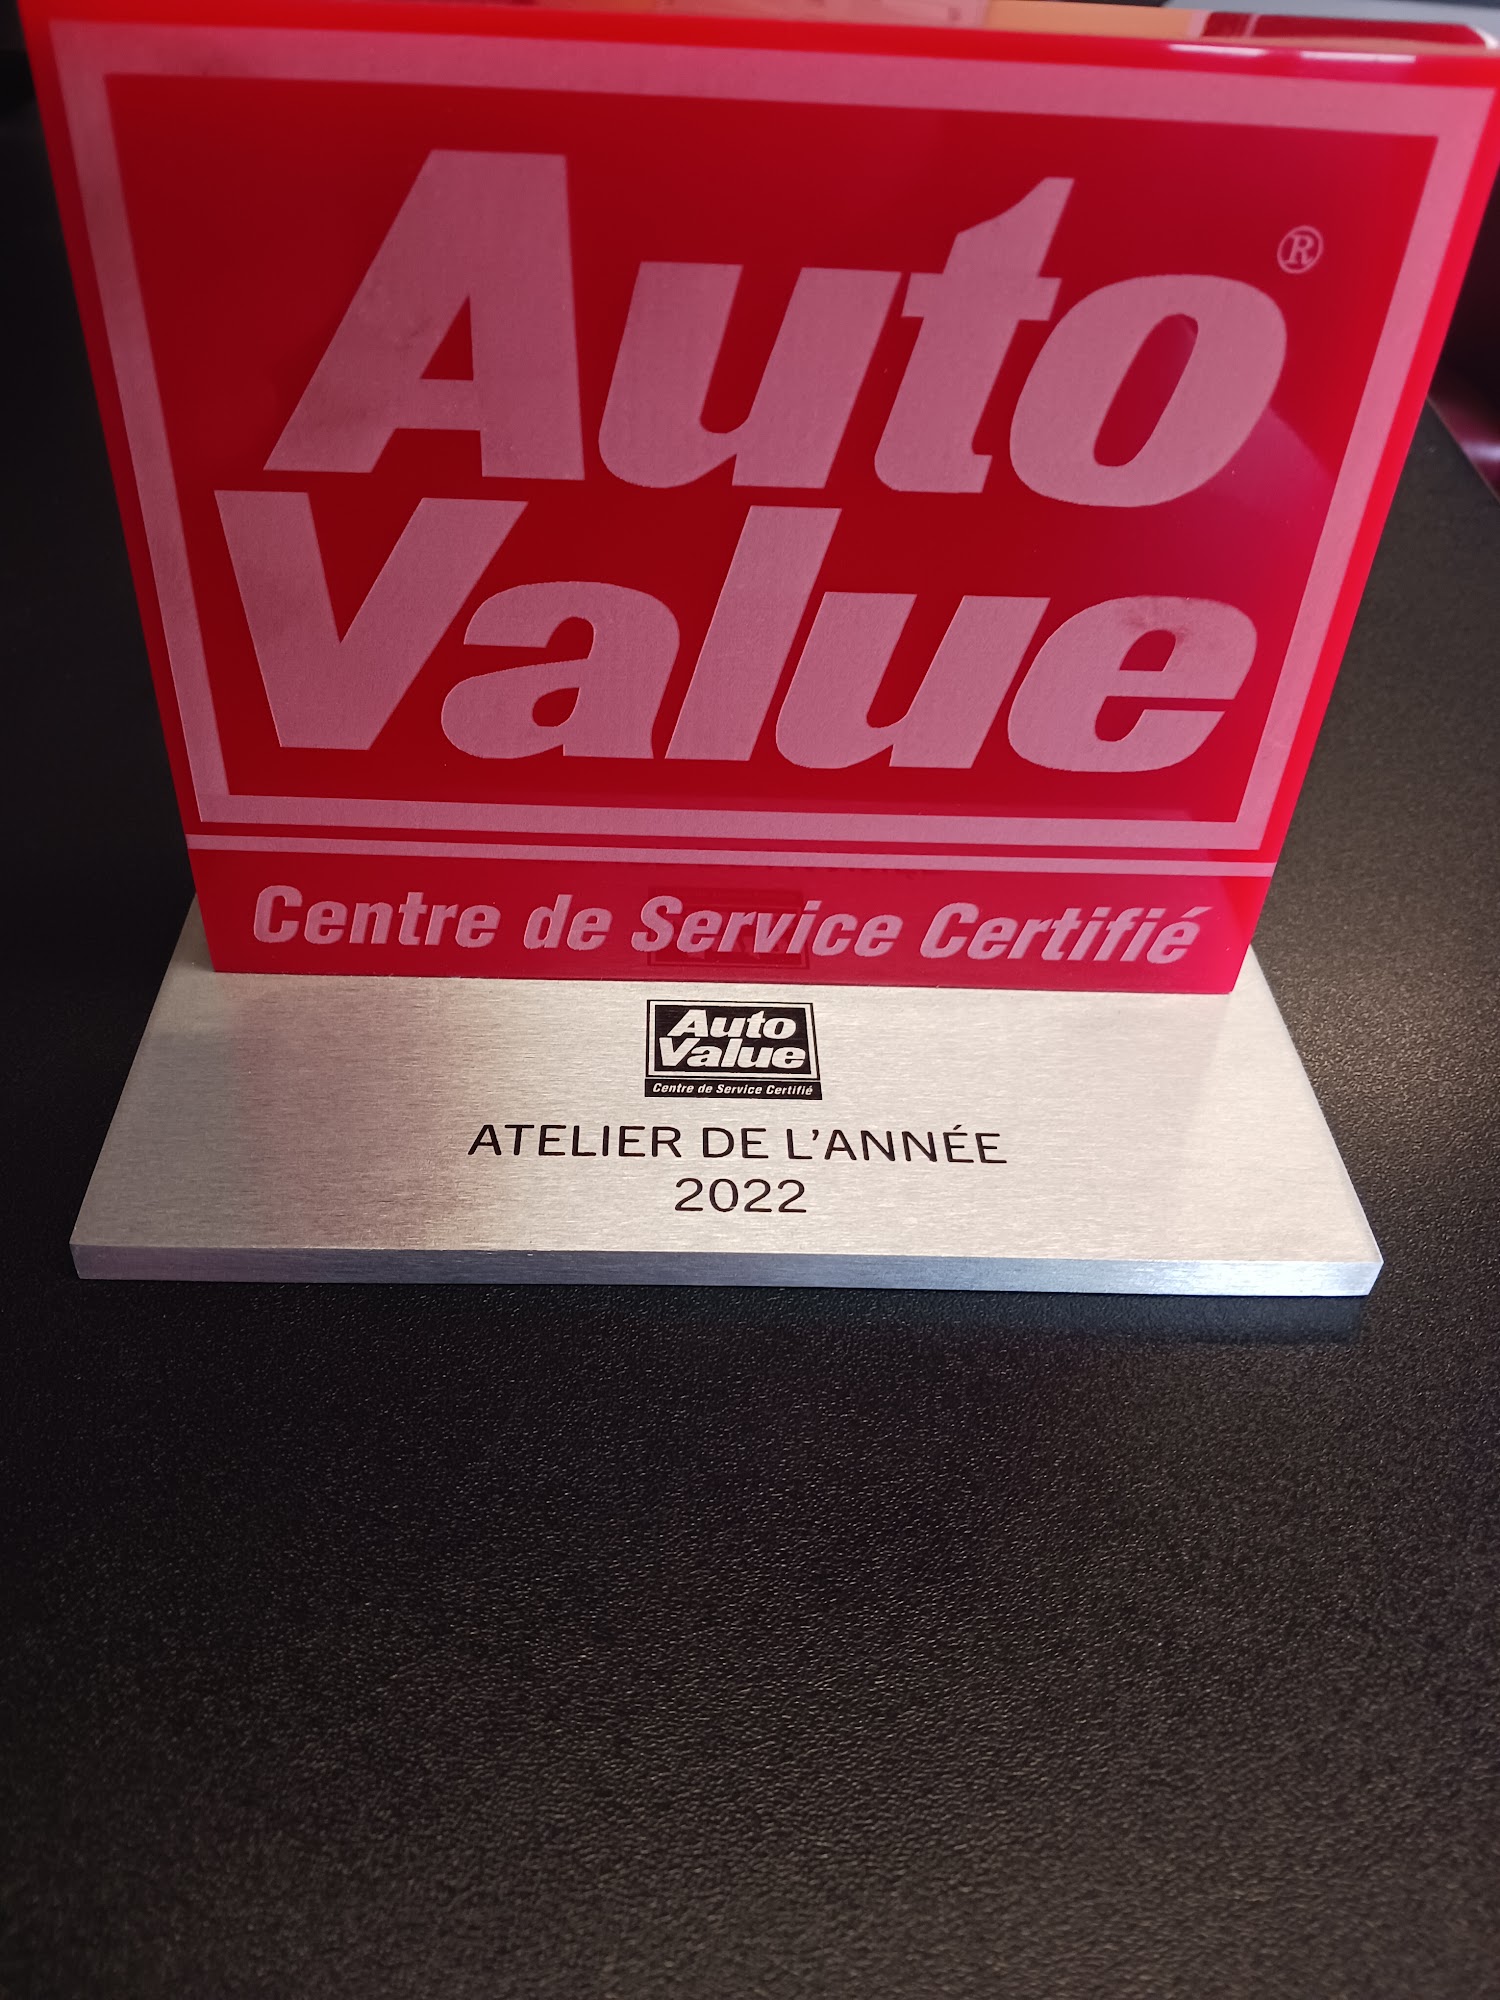 Auto
Value®
Centre de Service Certifié
Auto
Value
Centre de Service Certifié
ATELIER DE L'ANNÉE
2022